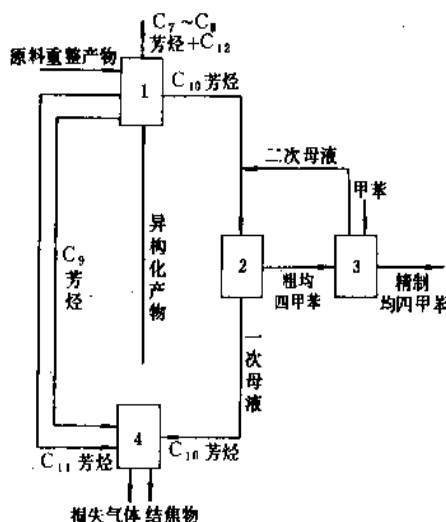 C₇~C₈
芳烃+C₁₂
原料重整产物
1
C₁₀芳烃
二次母液
甲苯
C₉
芳烃
异构化产物
2
粗均
四甲苯
3
精制
均四甲苯
一次母液
4
C₁₁芳烃
C₁₀芳烃
损失气体
结焦物